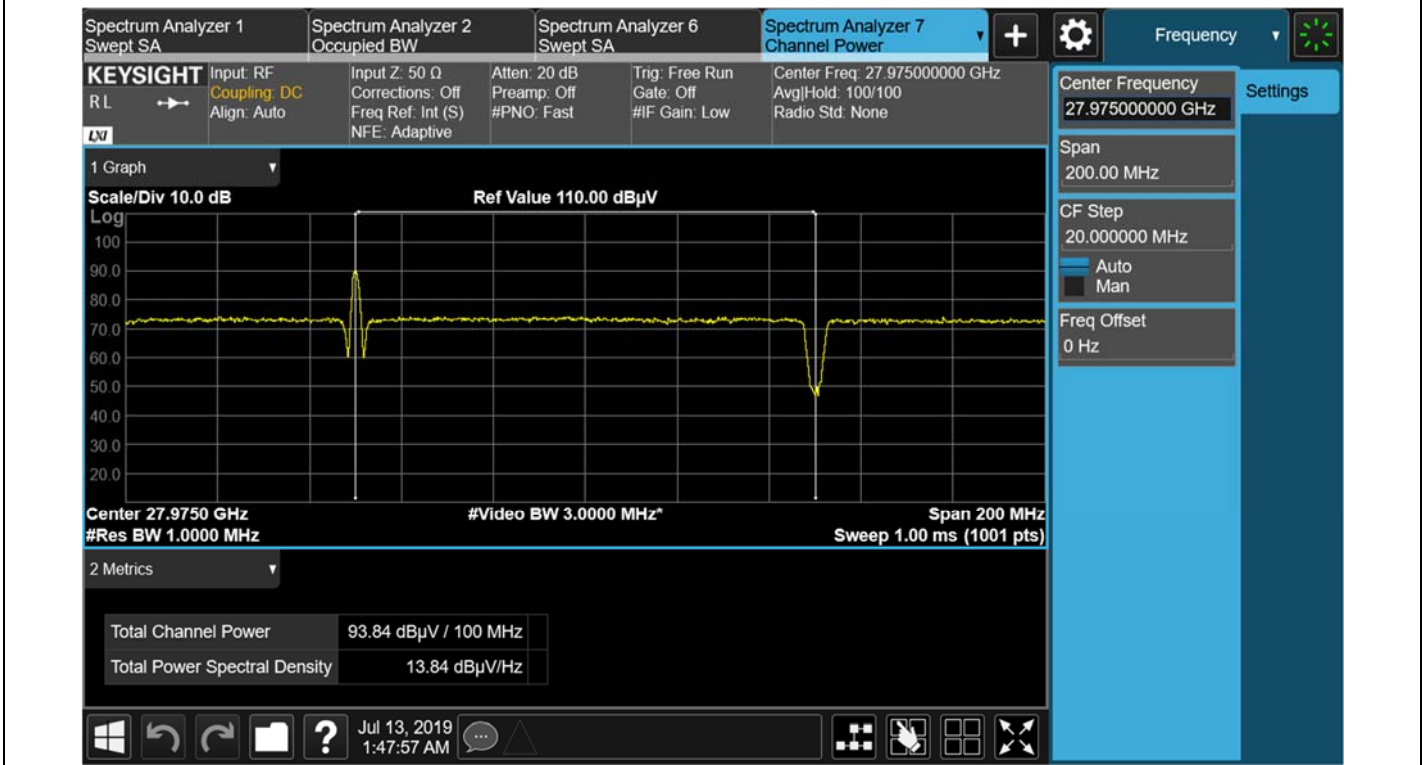 Spectrum Analyzer 1
Swept SA
Spectrum Analyzer 2
Occupied BW
Spectrum Analyzer 6
Swept SA
Spectrum Analyzer 7
Channel Power
Frequency
KEYSIGHT
RL
LXI
Input: RF
Coupling: DC
Align: Auto
Input Z: 50 Ω
Corrections: Off
Freq Ref: Int (S)
NFE: Adaptive
Atten: 20 dB
Preamp: Off
#PNO: Fast
Trig: Free Run
Gate: Off
#IF Gain: Low
Center Freq: 27.975000000 GHz
Avg|Hold: 100/100
Radio Std: None
Center Frequency
27.975000000 GHz
Settings
Span
200.00 MHz
CF Step
20.000000 MHz
Auto
Man
Freq Offset
0 Hz
1 Graph
Scale/Div 10.0 dB
Ref Value 110.00 dBµV
Log
100
90.0
80.0
70.0
60.0
50.0
40.0
30.0
20.0
Center 27.9750 GHz
#Video BW 3.0000 MHz*
Span 200 MHz
#Res BW 1.0000 MHz
Sweep 1.00 ms (1001 pts)
2 Metrics
Total Channel Power 93.84 dBµV / 100 MHz
Total Power Spectral Density 13.84 dBµV/Hz
?
Jul 13, 2019
1:47:57 AM